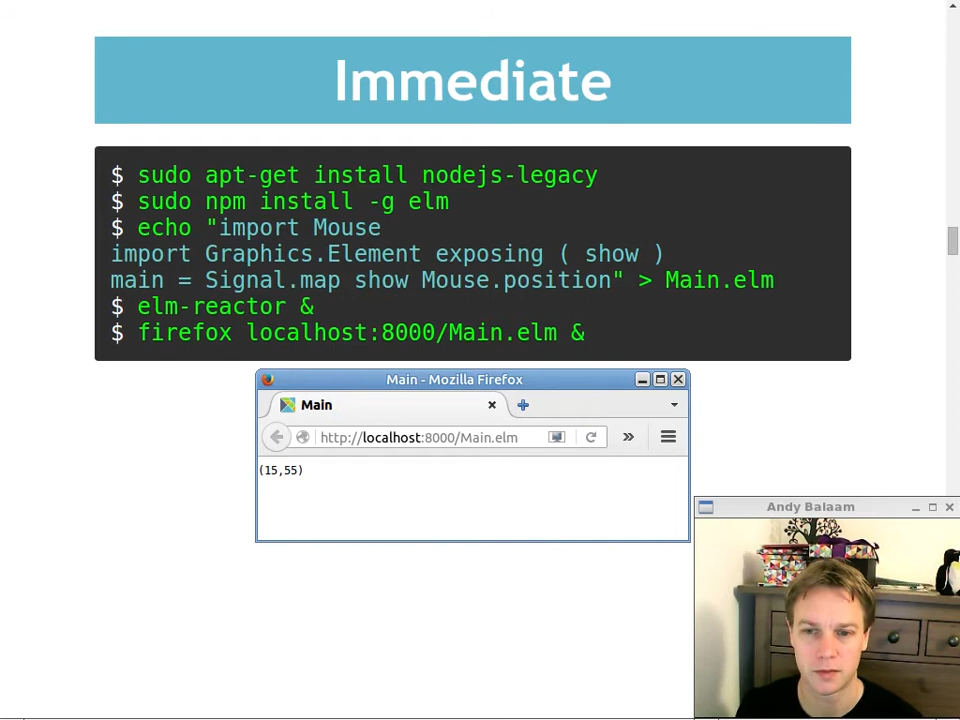 Immediate
$ sudo apt-get install nodejs-legacy
$ sudo npm install -g elm
$ echo "import Mouse
import Graphics.Element exposing ( show )
main = Signal.map show Mouse.position" > Main.elm
$ elm-reactor &
$ firefox localhost:8000/Main.elm &
Main - Mozilla Firefox
Main
http://localhost:8000/Main.elm
(15,55)
Andy Balaam